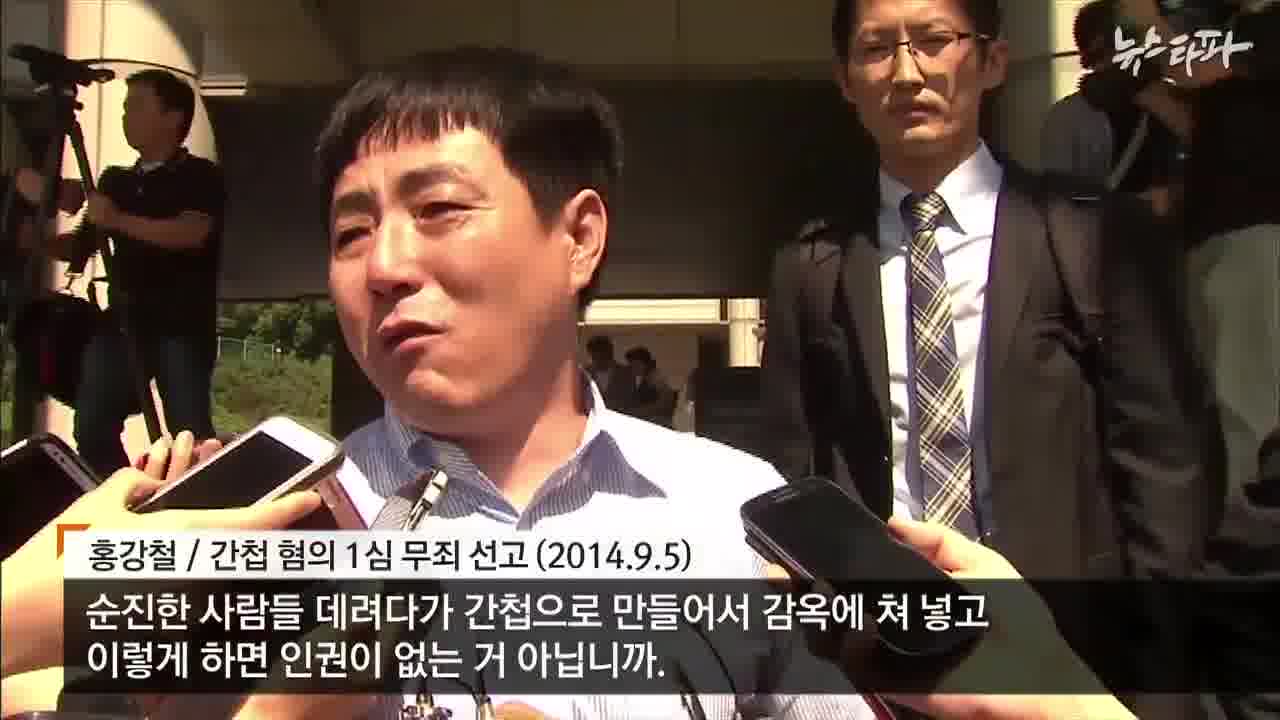 뉴스타파
홍강철 / 간첩 혐의 1심 무죄 선고 (2014.9.5)
순진한 사람들 데려다가 간첩으로 만들어서 감옥에 쳐 넣고
이렇게 하면 인권이 없는 거 아닙니까.